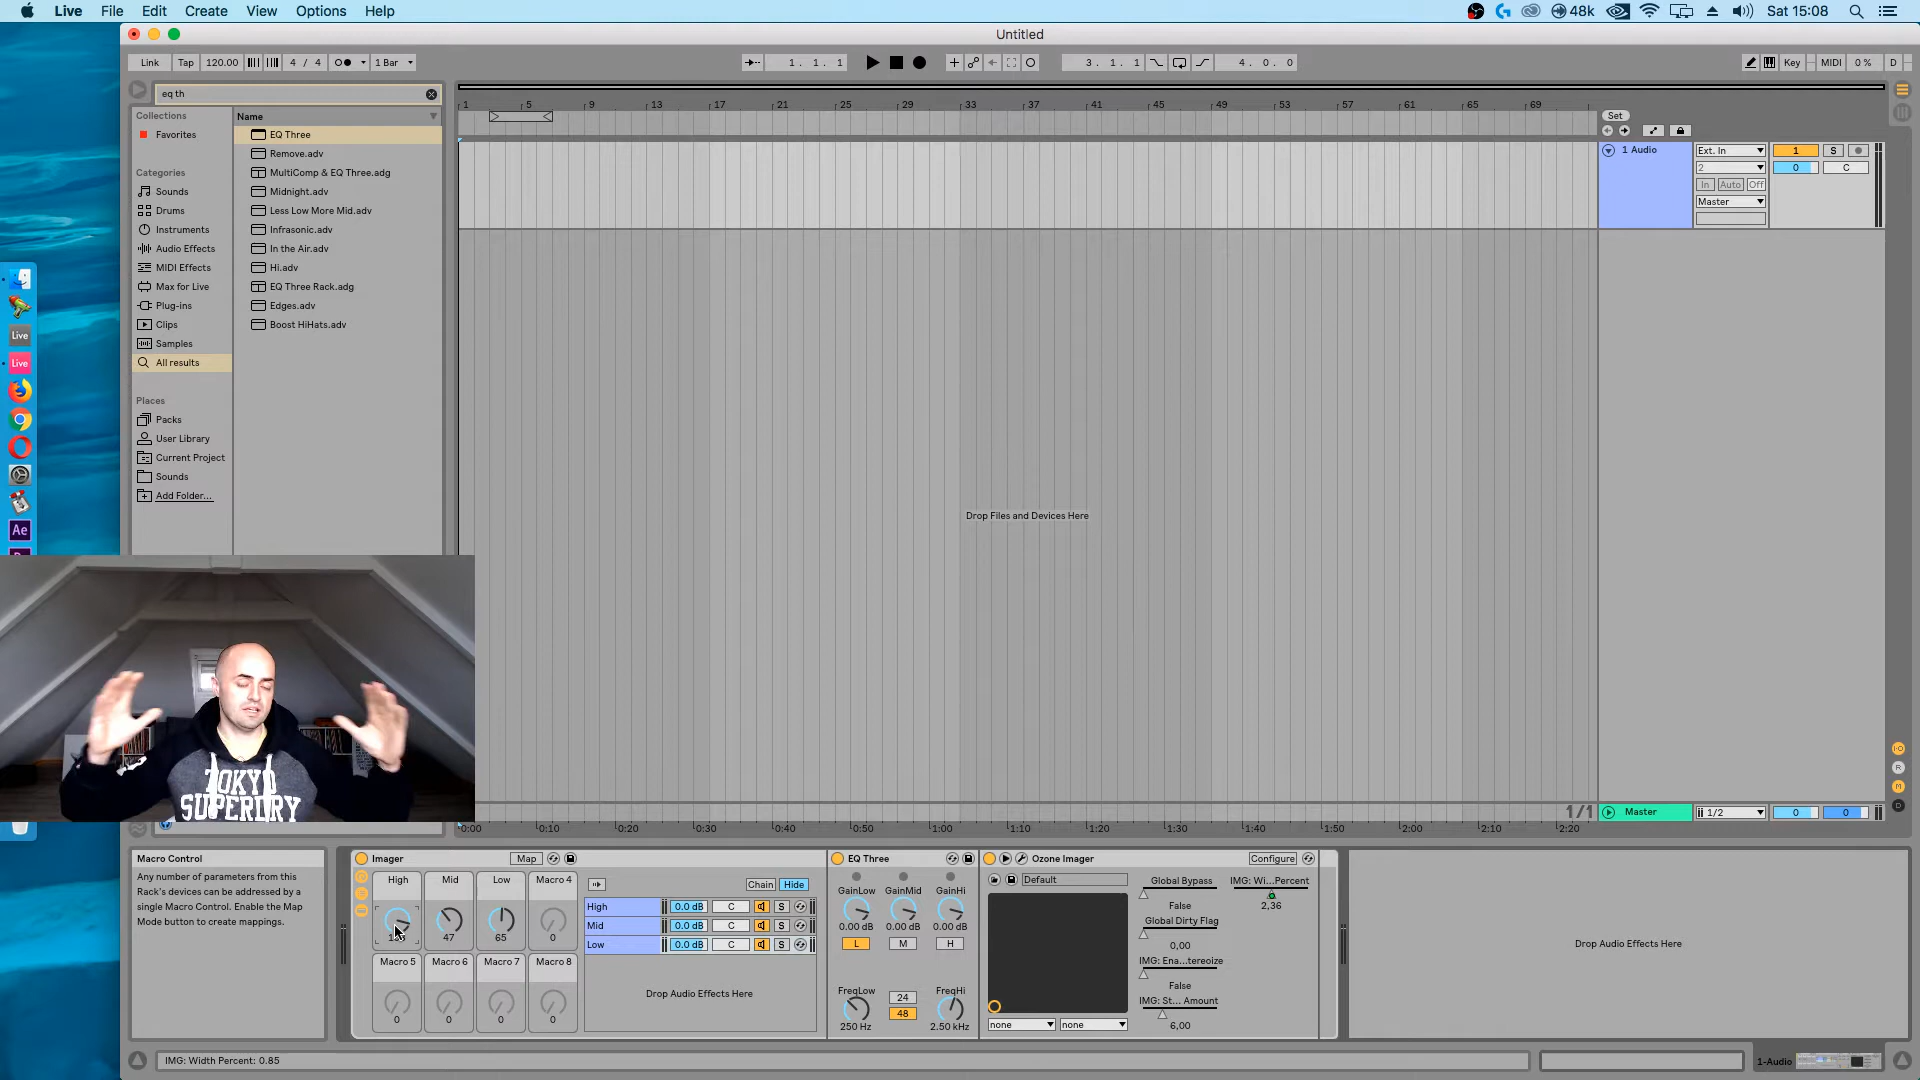 Live File Edit Create View Options Help
48k Sat 15:08
Untitled
Link Tap 120.00 4 / 4 1 Bar 1. 1. 1 3. 1. 1 4. 0. 0 Key MIDI 0 % D
eq th
Collections
Favorites
Categories
Sounds
Drums
Instruments
Audio Effects
MIDI Effects
Max for Live
Plug-ins
Clips
Samples
All results
Places
Packs
User Library
Current Project
Sounds
Add Folder...
Name
EQ Three
Remove.adv
MultiComp & EQ Three.adg
Midnight.adv
Less Low More Mid.adv
Infrasonic.adv
In the Air.adv
Hi.adv
EQ Three Rack.adg
Edges.adv
Boost HiHats.adv
1 5 9 13 17 21 25 29 33 37 41 45 49 53 57 61 65 69
Set
1 Audio Ext. In 1 S
2 0 C
In Auto Off
Master
Drop Files and Devices Here
Live
Live
Ae
TOKYO
SUPERDRY
I/O
R
M
D
1/1
Master 1/2 0 0
0:00 0:10 0:20 0:30 0:40 0:50 1:00 1:10 1:20 1:30 1:40 1:50 2:00 2:10 2:20
Macro Control
Any number of parameters from this
Rack's devices can be addressed by a
single Macro Control. Enable the Map
Mode button to create mappings.
Imager Map
High Mid Low Macro 4
47 65 0
Macro 5 Macro 6 Macro 7 Macro 8
0 0 0 0
Chain Hide
High 0.0 dB C S
Mid 0.0 dB C S
Low 0.0 dB C S
Drop Audio Effects Here
EQ Three
GainLow GainMid GainHi
0.00 dB 0.00 dB 0.00 dB
L M H
FreqLow 24 FreqHi
250 Hz 48 2.50 kHz
Ozone Imager Configure
Default
none none
Global Bypass
False
Global Dirty Flag
0,00
IMG: Ena...tereoize
False
IMG: St... Amount
6,00
IMG: Wi...Percent
2,36
Drop Audio Effects Here
IMG: Width Percent: 0.85
1-Audio